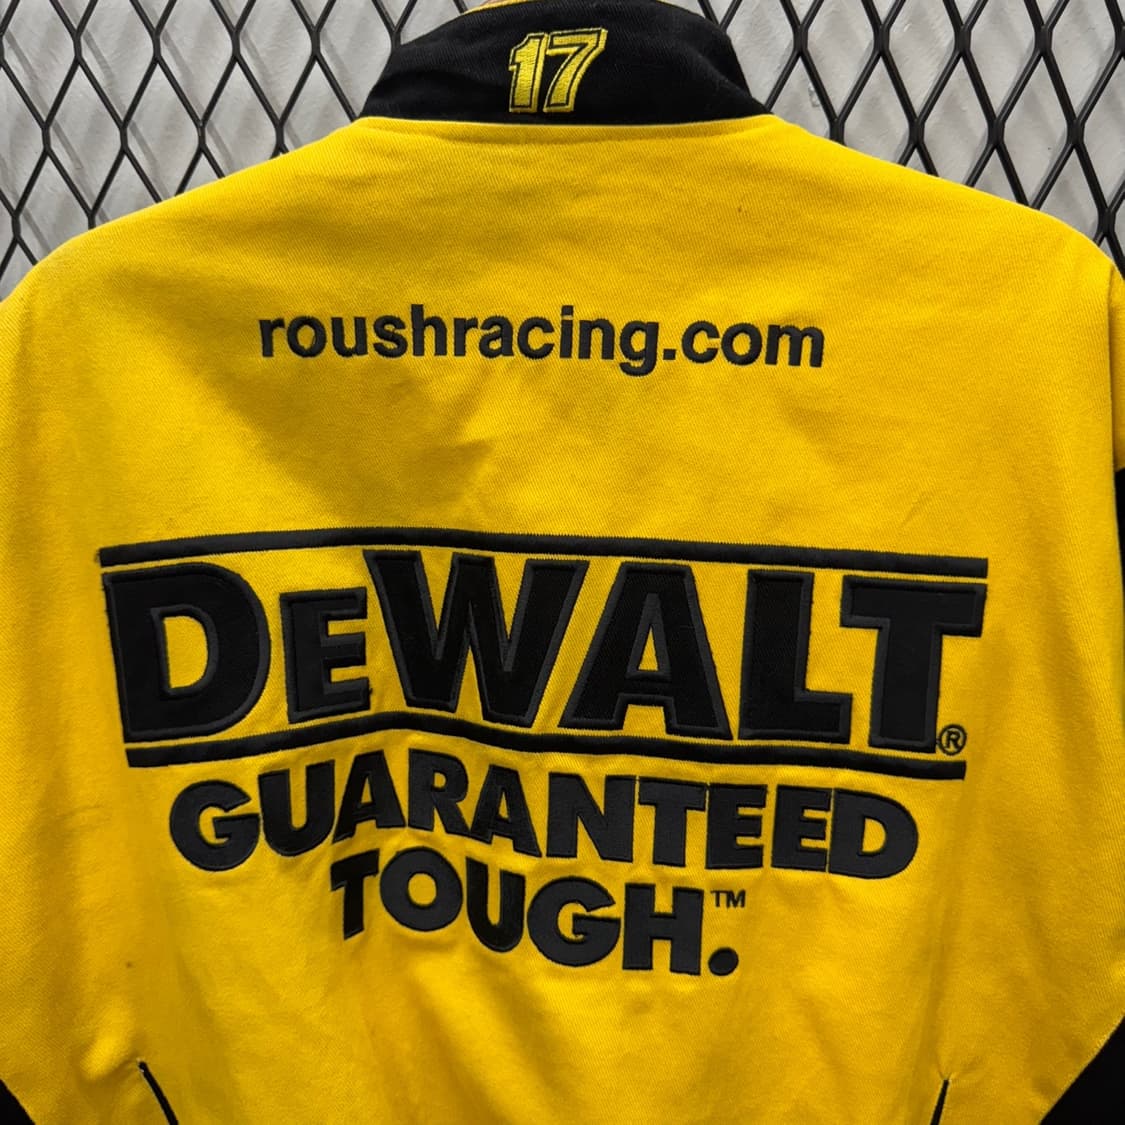 17
roushracing.com
DEWALT®
GUARANTEED
TOUGH.™